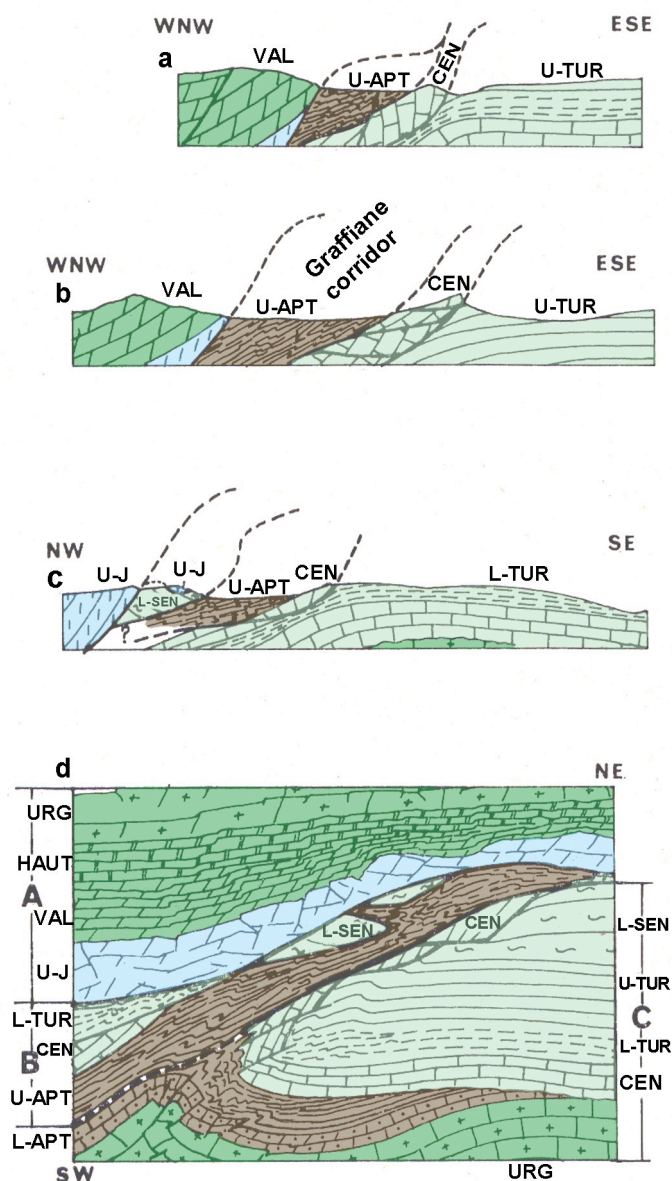 WNW ESE
a VAL U-APT CEN U-TUR
WNW Graffiane corridor ESE
b VAL U-APT CEN U-TUR
NW SE
c U-J U-J U-APT CEN L-TUR
L-SEN
?
d NE
URG
HAUT
A
VAL L-SEN CEN L-SEN
U-J U-TUR
L-TUR C
CEN L-TUR
B CEN
U-APT
L-APT
SW URG